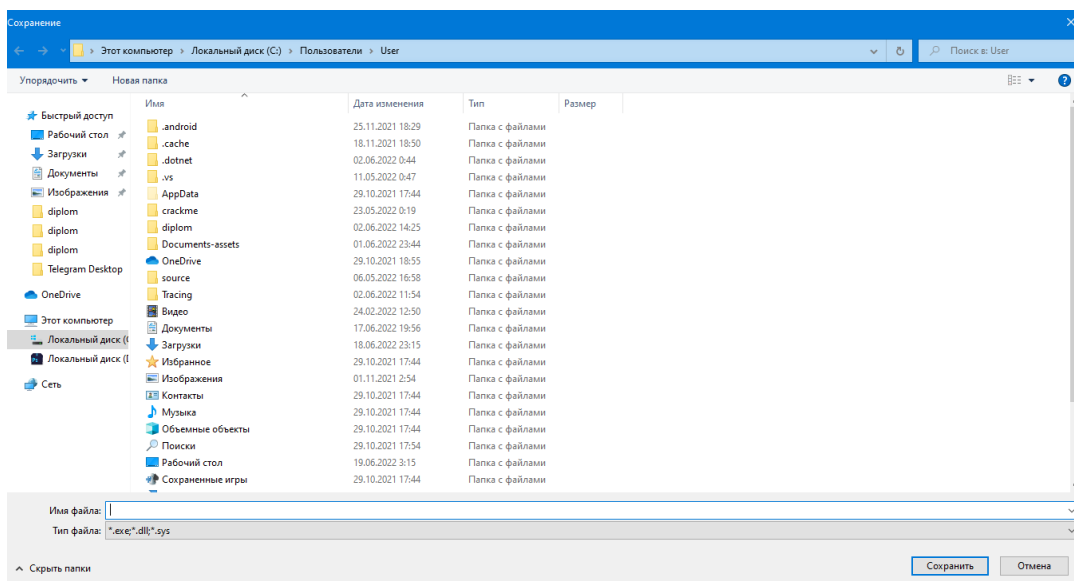 Сохранение
Этот компьютер > Локальный диск (C:) > Пользователи > User
Поиск в: User
Упорядочить
Новая папка
Имя Дата изменения Тип Размер
Быстрый доступ
Рабочий стол
Загрузки
Документы
Изображения
diplom
diplom
diplom
Telegram Desktop
OneDrive
Этот компьютер
Локальный диск (
Локальный диск (
Сеть
.android 25.11.2021 18:29 Папка с файлами
.cache 18.11.2021 18:50 Папка с файлами
.dotnet 02.06.2022 0:44 Папка с файлами
.vs 11.05.2022 0:47 Папка с файлами
AppData 29.10.2021 17:44 Папка с файлами
crackme 23.05.2022 0:19 Папка с файлами
diplom 02.06.2022 14:25 Папка с файлами
Documents-assets 01.06.2022 23:44 Папка с файлами
OneDrive 29.10.2021 18:55 Папка с файлами
source 06.05.2022 16:58 Папка с файлами
Tracing 02.06.2022 11:54 Папка с файлами
Видео 24.02.2022 12:50 Папка с файлами
Документы 17.06.2022 19:56 Папка с файлами
Загрузки 18.06.2022 23:15 Папка с файлами
Избранное 29.10.2021 17:44 Папка с файлами
Изображения 01.11.2021 2:54 Папка с файлами
Контакты 29.10.2021 17:44 Папка с файлами
Музыка 29.10.2021 17:44 Папка с файлами
Объемные объекты 29.10.2021 17:44 Папка с файлами
Поиски 29.10.2021 17:54 Папка с файлами
Рабочий стол 19.06.2022 3:15 Папка с файлами
Сохраненные игры 29.10.2021 17:44 Папка с файлами
Имя файла:
Тип файла: *.exe;*.dll;*.sys
Скрыть папки
Сохранить
Отмена